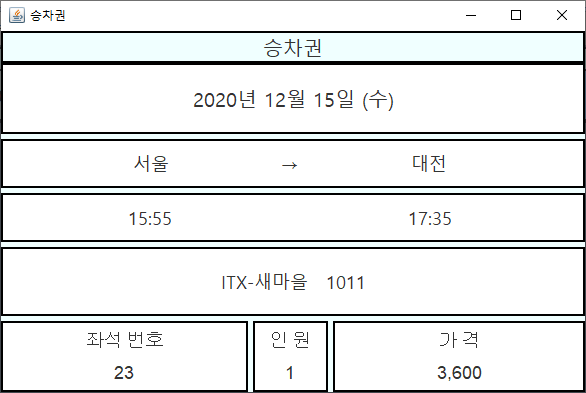 승차권
승차권
2020년 12월 15일 (수)
서울 → 대전
15:55 17:35
ITX-새마을 1011
좌석 번호 인 원 가 격
23 1 3,600